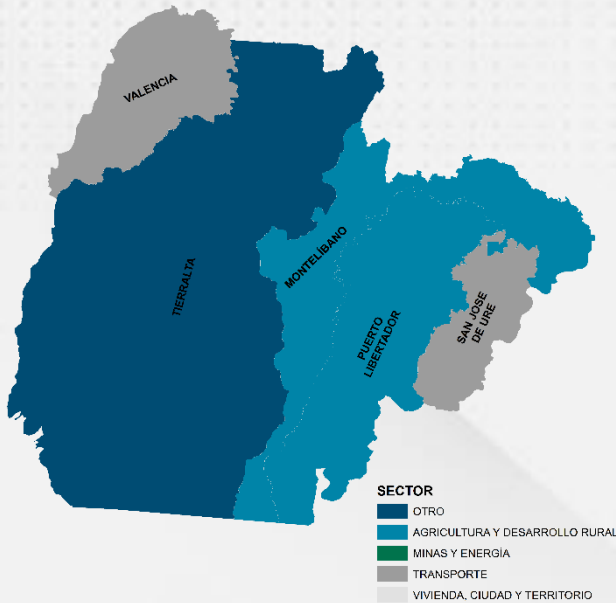 VALENCIA
TIERRALTA
MONTELÍBANO
PUERTO
LIBERTADOR
SAN JOSE
DE URE
SECTOR
OTRO
AGRICULTURA Y DESARROLLO RURAL
MINAS Y ENERGÍA
TRANSPORTE
VIVIENDA, CIUDAD Y TERRITORIO